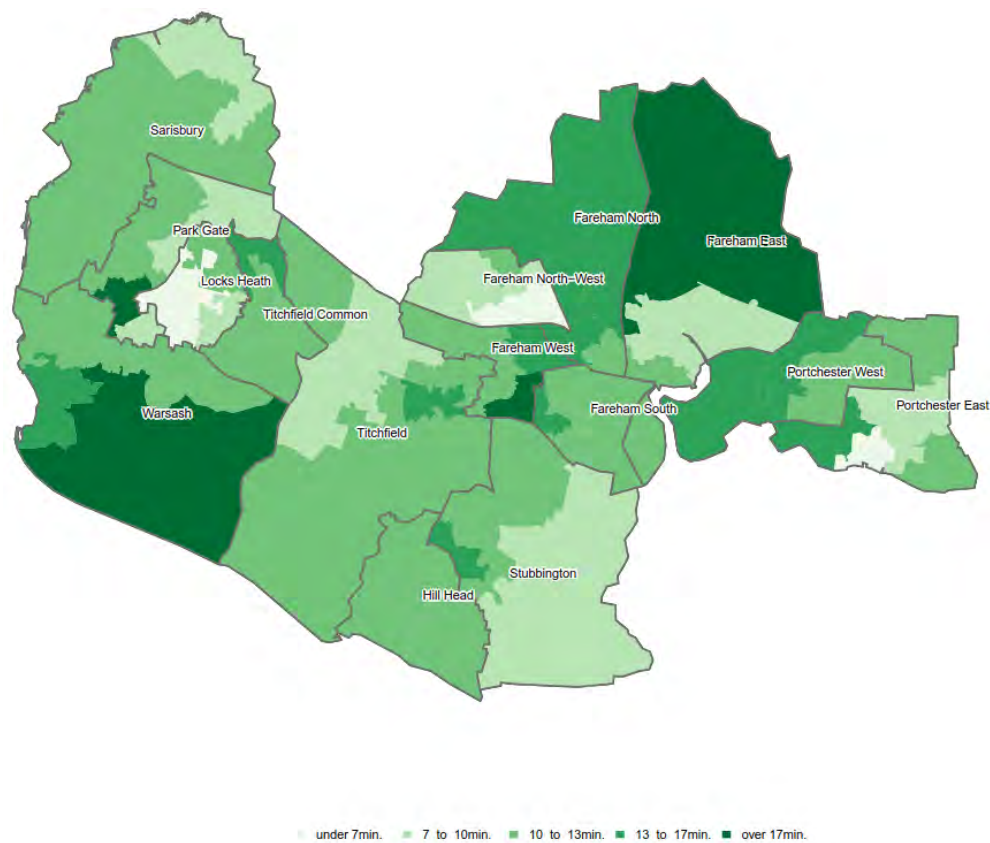 Sarisbury
Park Gate
Fareham North
Fareham East
Locks Heath
Fareham North-West
Titchfield Common
Fareham West
Portchester West
Warsash
Fareham South
Portchester East
Titchfield
Stubbington
Hill Head
under 7min. 7 to 10min. 10 to 13min. 13 to 17min. over 17min.